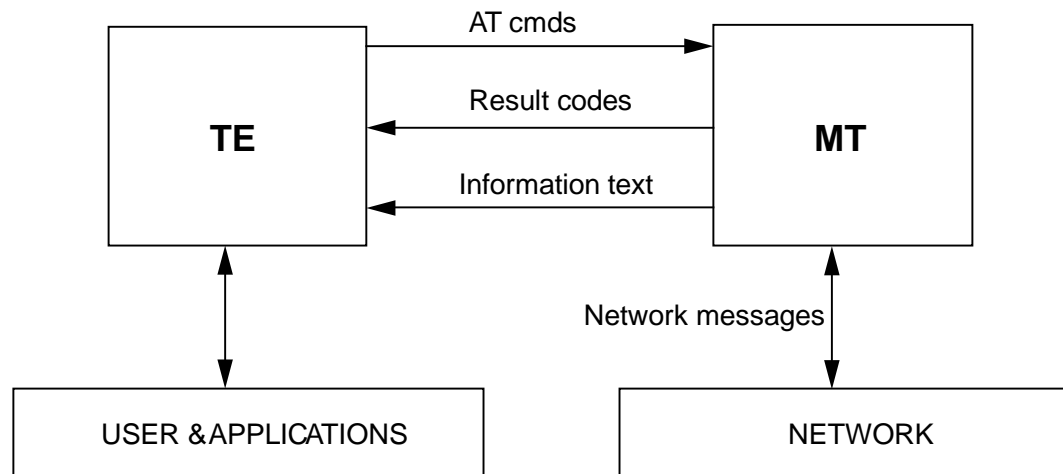 AT cmds
Result codes
TE
MT
Information text
Network messages
USER & APPLICATIONS
NETWORK